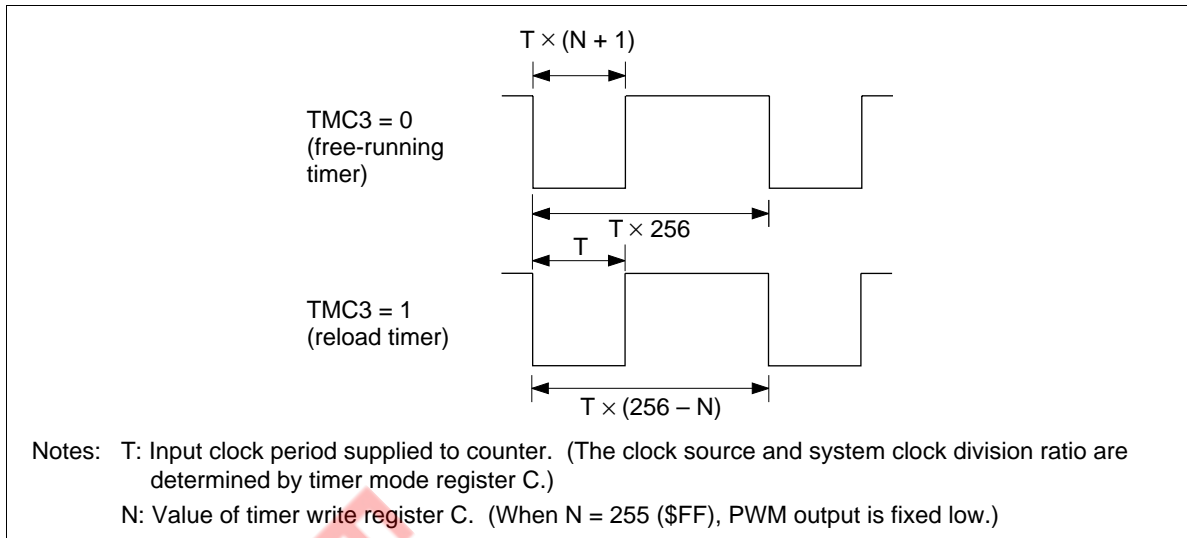 T × (N + 1)
TMC3 = 0
(free-running
timer)
T × 256
T
TMC3 = 1
(reload timer)
T × (256 – N)
Notes: T: Input clock period supplied to counter. (The clock source and system clock division ratio are
determined by timer mode register C.)
N: Value of timer write register C. (When N = 255 ($FF), PWM output is fixed low.)